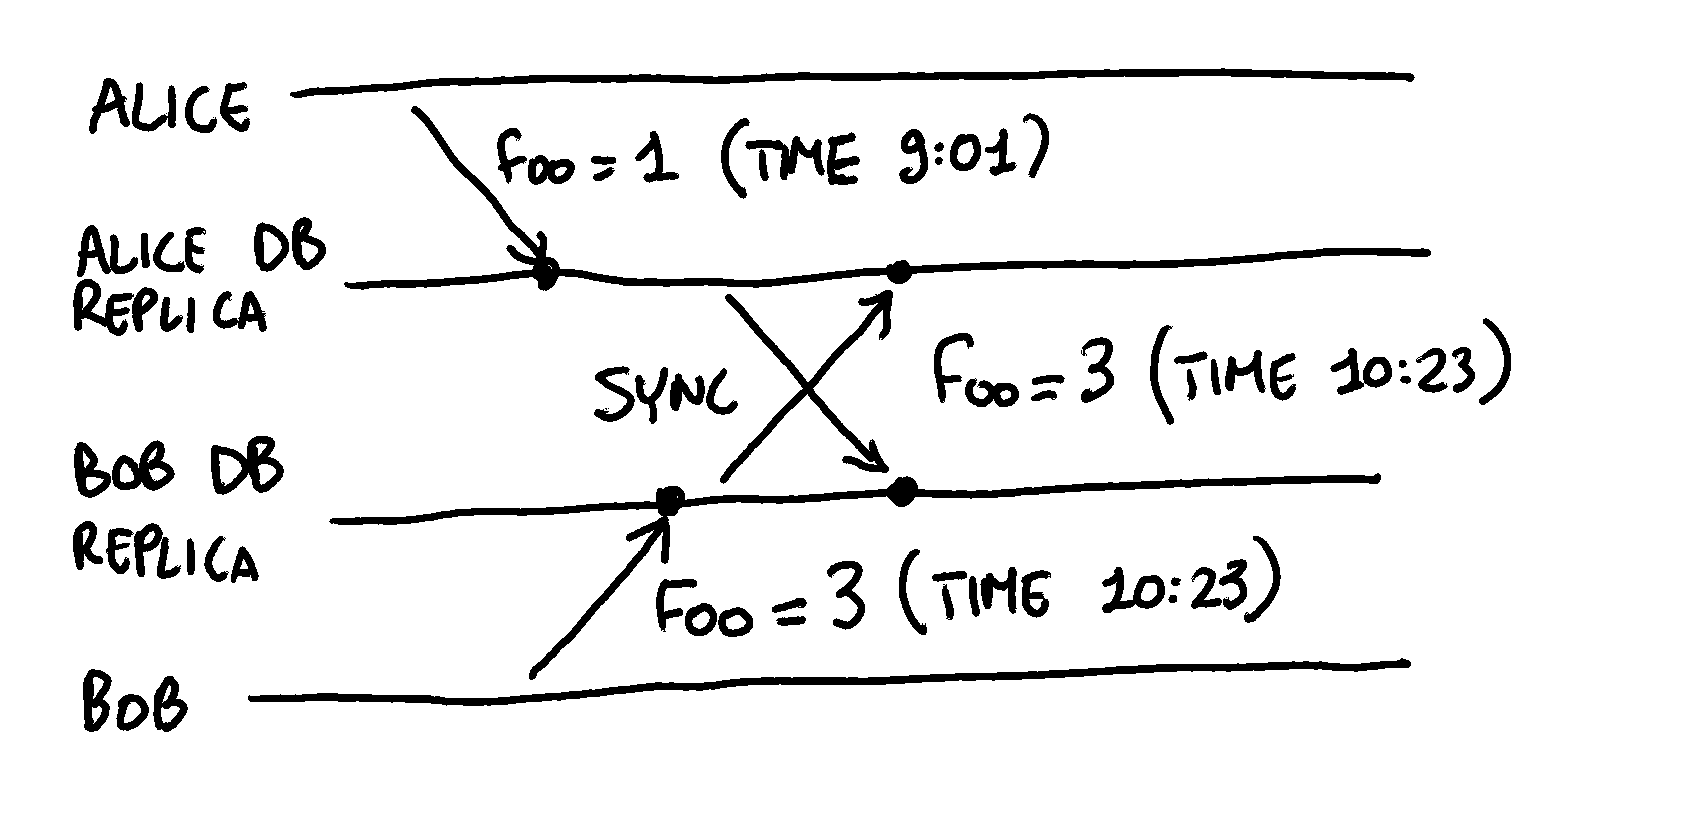 ALICE
Foo = 1 (TIME 9:01)
ALICE DB
REPLICA
SYNC
Foo = 3 (TIME 10:23)
BOB DB
REPLICA
Foo = 3 (TIME 10:23)
BOB